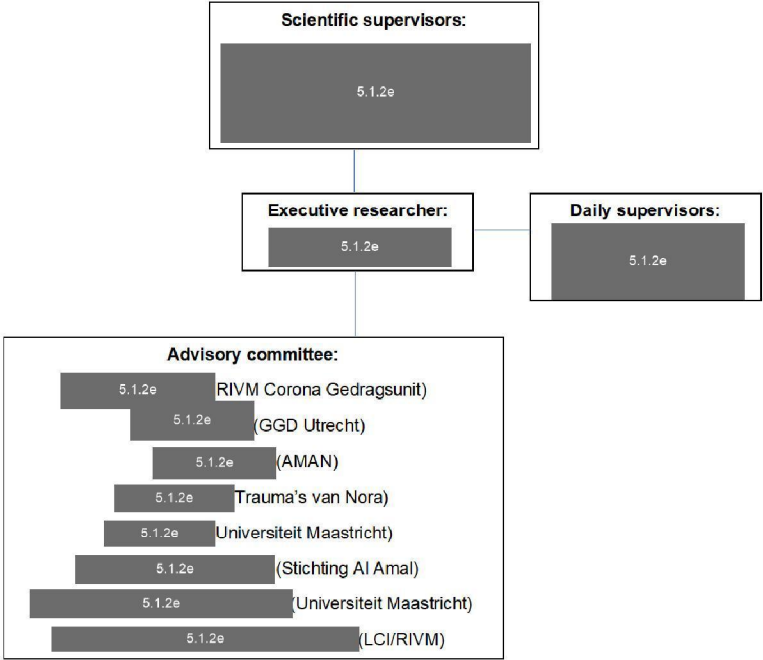 Scientific supervisors:
5.1.2e
Executive researcher:
5.1.2e
Daily supervisors:
5.1.2e
Advisory committee:
5.1.2e RIVM Corona Gedragsunit)
5.1.2e (GGD Utrecht)
5.1.2e (AMAN)
5.1.2e Trauma's van Nora)
5.1.2e Universiteit Maastricht)
5.1.2e (Stichting Al Amal)
5.1.2e (Universiteit Maastricht)
5.1.2e (LCI/RIVM)